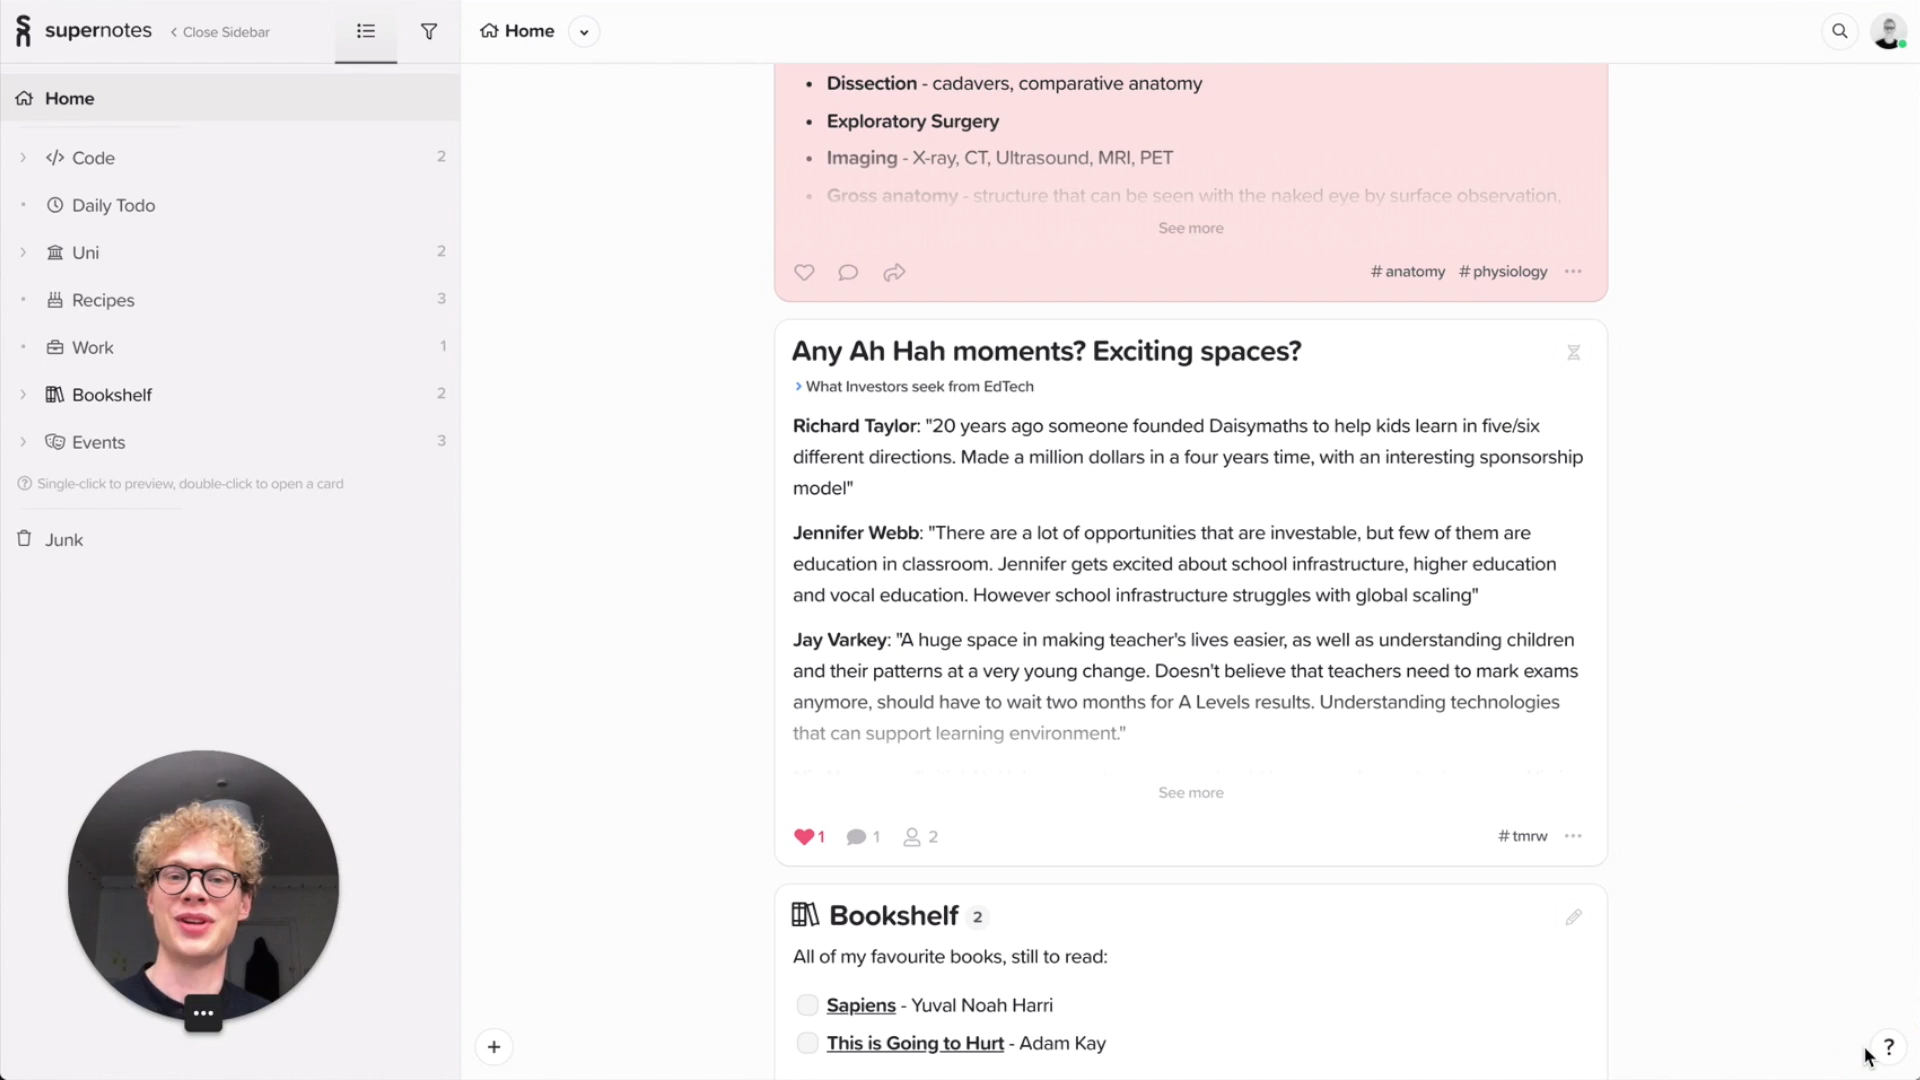 supernotes
Close Sidebar
Home
Home
Code 2
Daily Todo
Uni 2
Recipes 3
Work 1
Bookshelf 2
Events 3
Single-click to preview, double-click to open a card
Junk
Dissection - cadavers, comparative anatomy
Exploratory Surgery
Imaging - X-ray, CT, Ultrasound, MRI, PET
Gross anatomy - structure that can be seen with the naked eye by surface observation,
See more
# anatomy # physiology
Any Ah Hah moments? Exciting spaces?
What Investors seek from EdTech
Richard Taylor: "20 years ago someone founded Daisymaths to help kids learn in five/six
different directions. Made a million dollars in a four years time, with an interesting sponsorship
model"
Jennifer Webb: "There are a lot of opportunities that are investable, but few of them are
education in classroom. Jennifer gets excited about school infrastructure, higher education
and vocal education. However school infrastructure struggles with global scaling"
Jay Varkey: "A huge space in making teacher's lives easier, as well as understanding children
and their patterns at a very young change. Doesn't believe that teachers need to mark exams
anymore, should have to wait two months for A Levels results. Understanding technologies
that can support learning environment."
See more
1 1 2
# tmrw
Bookshelf 2
All of my favourite books, still to read:
Sapiens - Yuval Noah Harri
This is Going to Hurt - Adam Kay
+
?